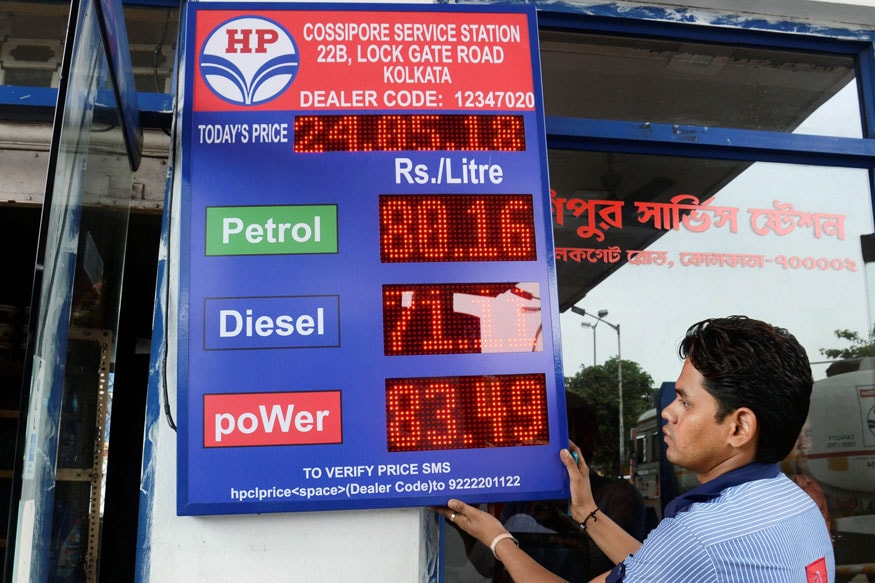 HP
COSSIPORE SERVICE STATION
22B, LOCK GATE ROAD
KOLKATA
DEALER CODE: 12347020
TODAY'S PRICE 24.05.18
Rs./Litre
Petrol 80.16
Diesel 71.11
poWer 83.49
TO VERIFY PRICE SMS
hpclprice<space>(Dealer Code)to 9222201122
সার্ভিস স্টেশন
লকগেট রোড, কোলকাতা-৭০০০০২